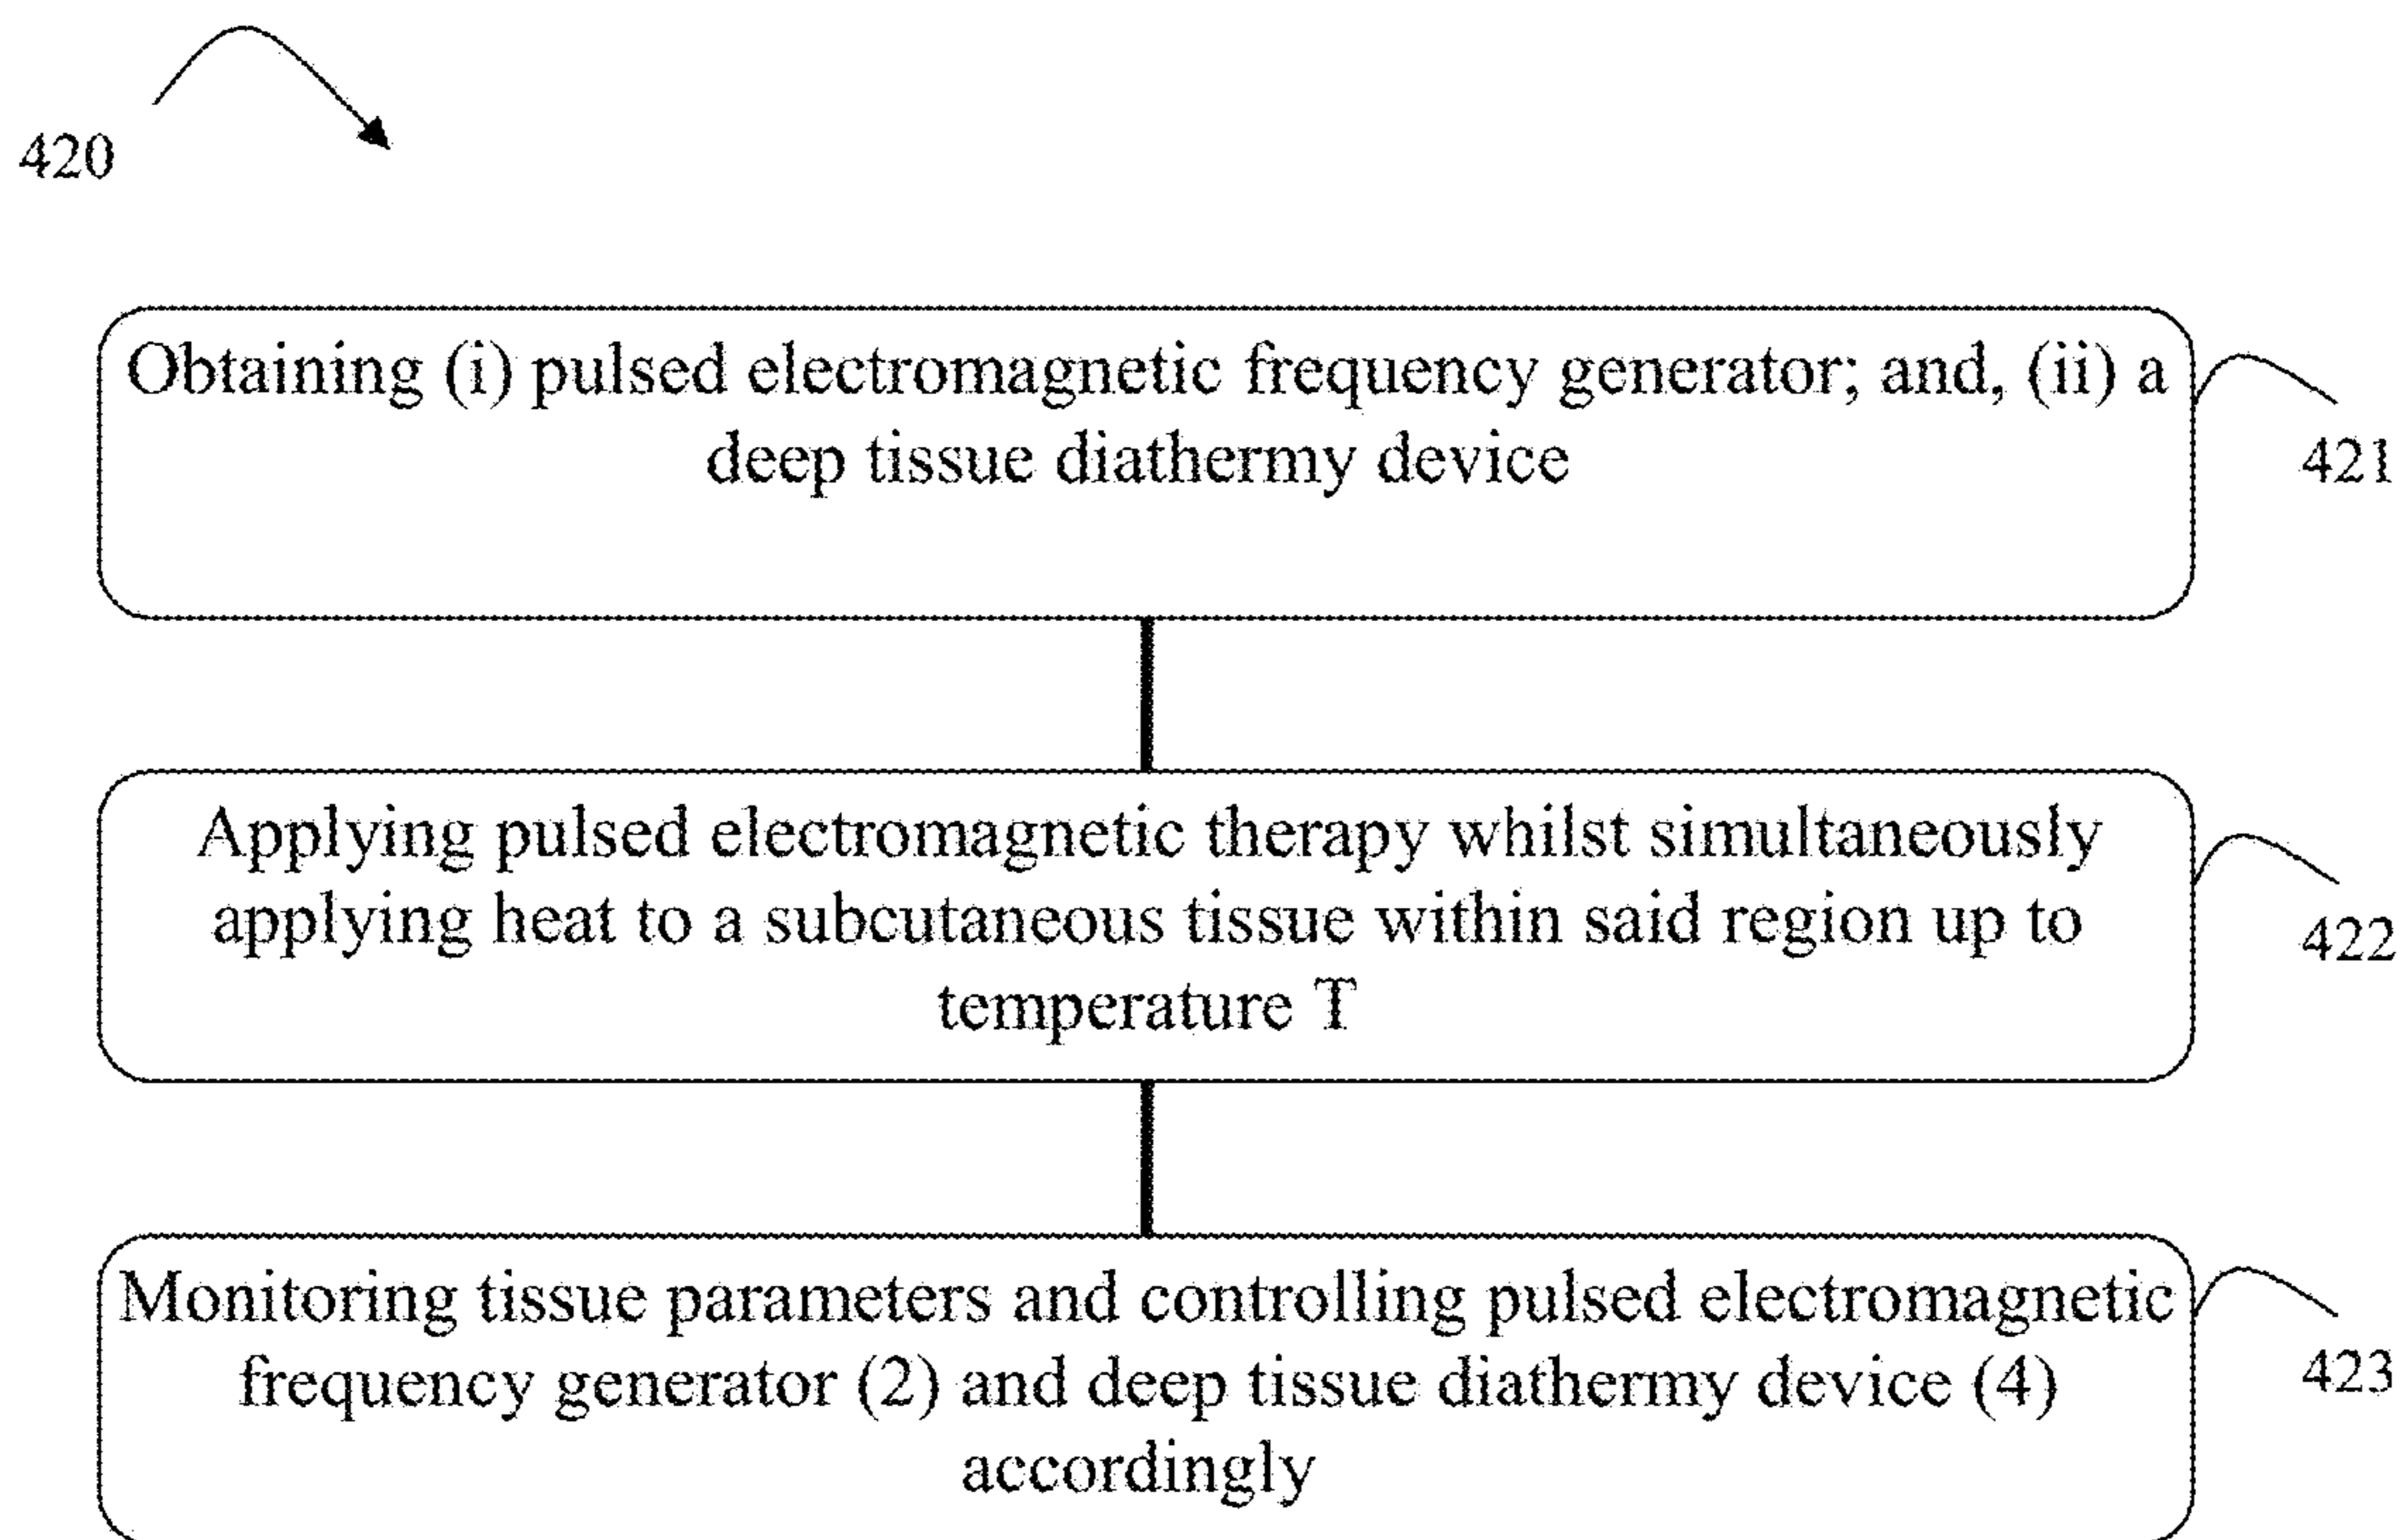 420
Obtaining (i) pulsed electromagnetic frequency generator; and, (ii) a
deep tissue diathermy device
421
Applying pulsed electromagnetic therapy whilst simultaneously
applying heat to a subcutaneous tissue within said region up to
temperature T
422
Monitoring tissue parameters and controlling pulsed electromagnetic
frequency generator (2) and deep tissue diathermy device (4)
accordingly
423